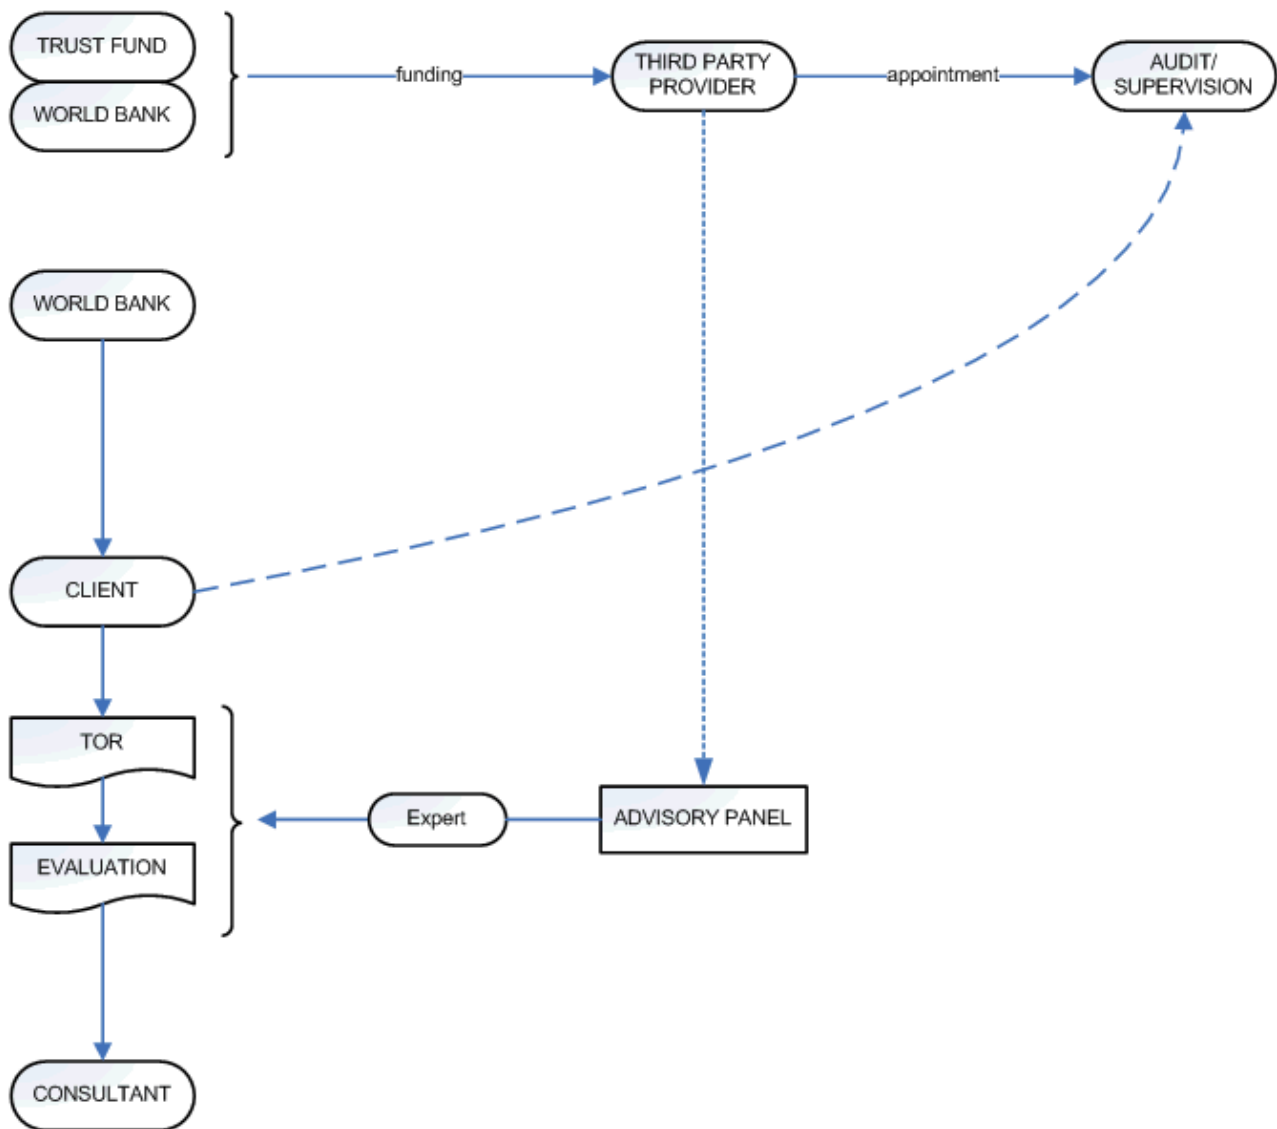 TRUST FUND
WORLD BANK
funding
THIRD PARTY
PROVIDER
appointment
AUDIT/
SUPERVISION
WORLD BANK
CLIENT
TOR
EVALUATION
Expert
ADVISORY PANEL
CONSULTANT